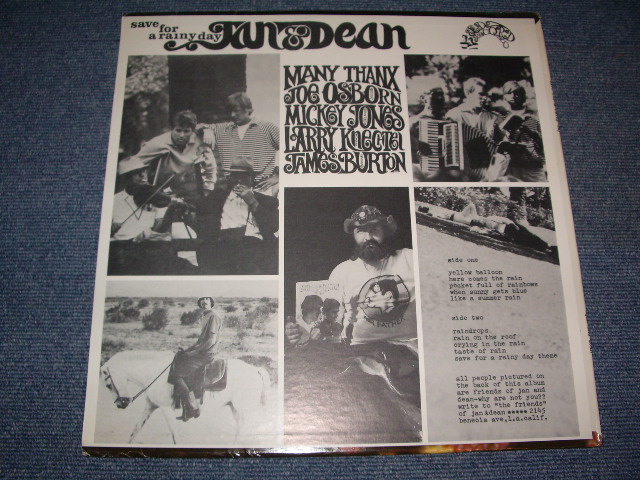 save for a rainy day Jan & Dean
MANY THANX
JOE OSBORN
MICKEY JONES
LARRY KNECTEL
JAMES BURTON
side one
yellow balloon
here comes the rain
pocket full of rainbows
when sunny gets blue
like a summer rain
side two
raindrops
rain on the roof
crying in the rain
taste of rain
save for a rainy day theme
all people pictured on
the back of this album
are friends of jan and
dean-why are not you??
write to "the friends"
of jan&dean ***** 2145
benecia ave,l.a.calif.